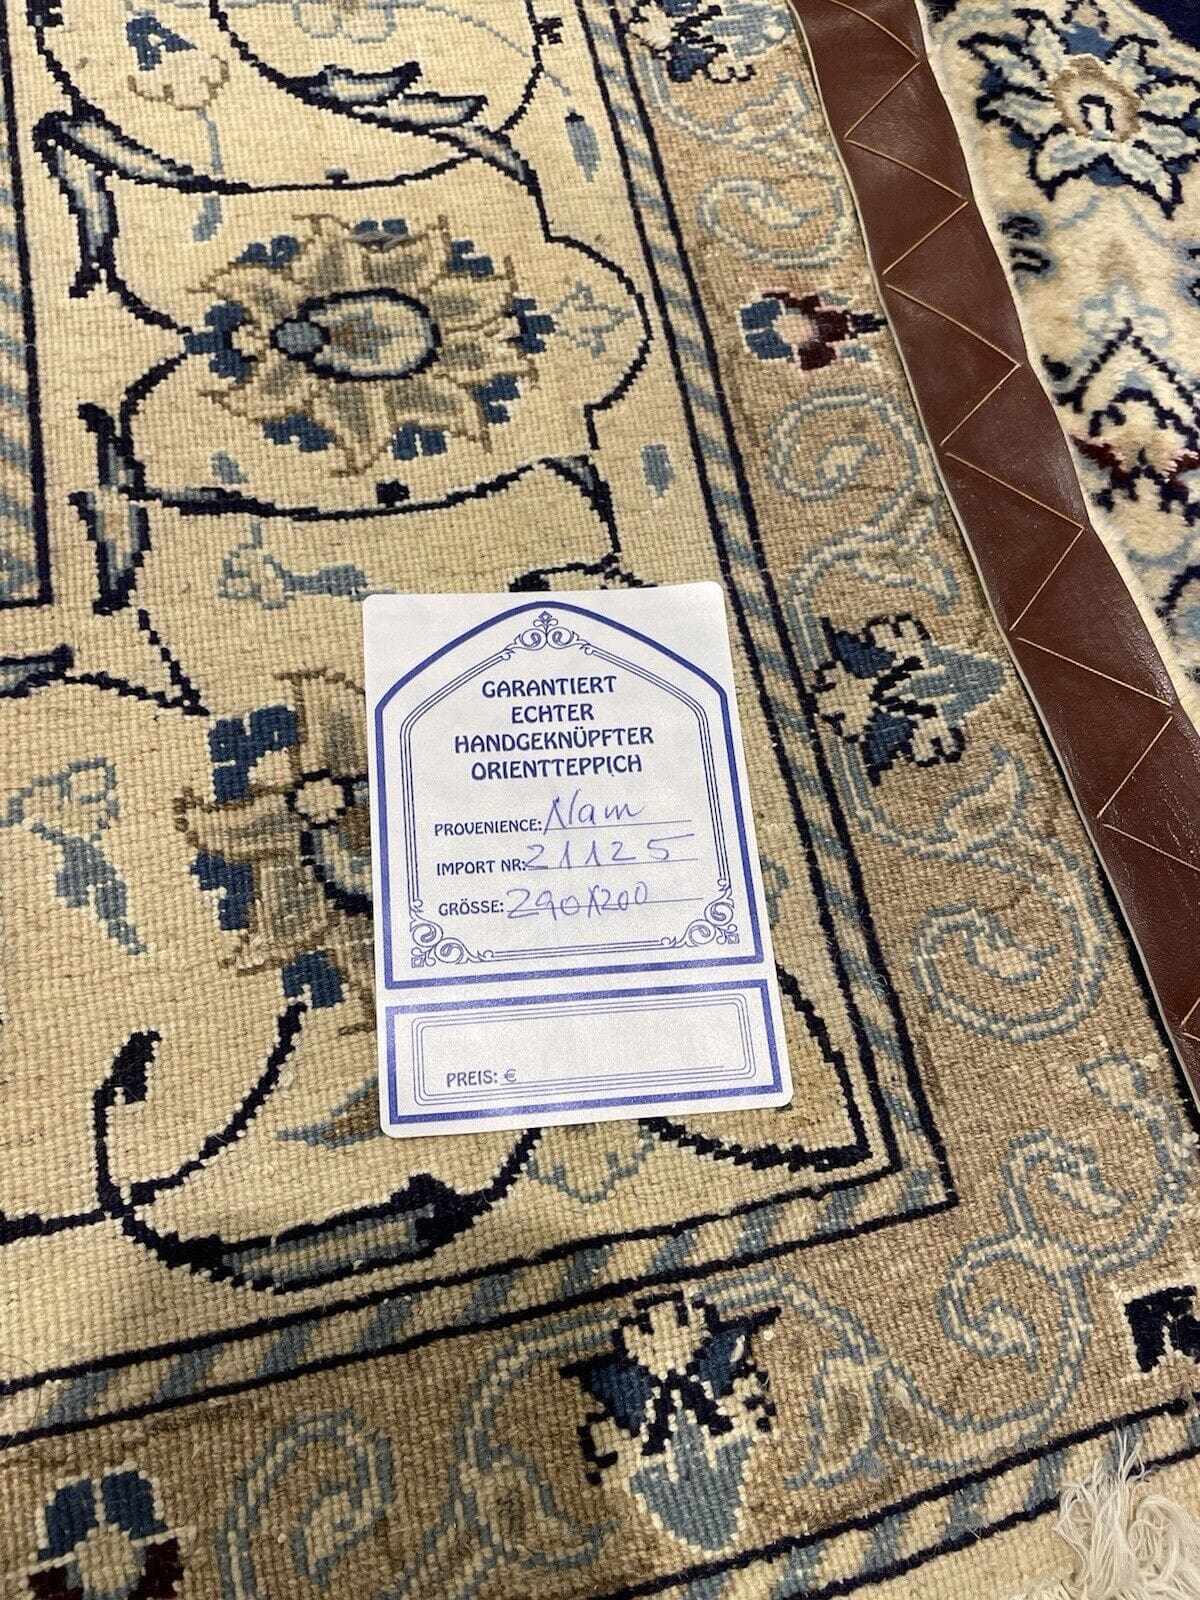 GARANTIERT
ECHTER
HANDGEKNÜPFTER
ORIENTTEPPICH
PROVENIENCE: Nain
IMPORT NR: 21125
GRÖSSE: 290X200
PREIS: €